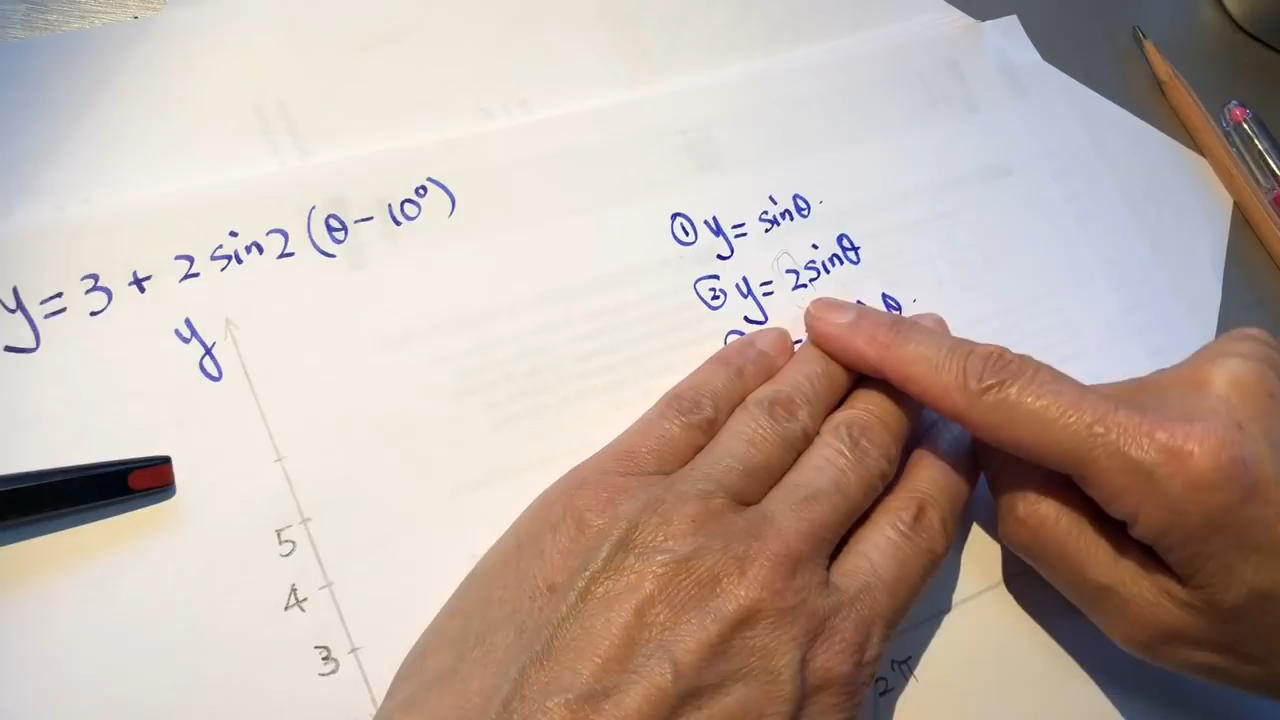 y = 3 + 2 sin 2 (θ - 10°)
① y = sinθ.
② y = 2sinθ
θ.
y
5
4
3
2π